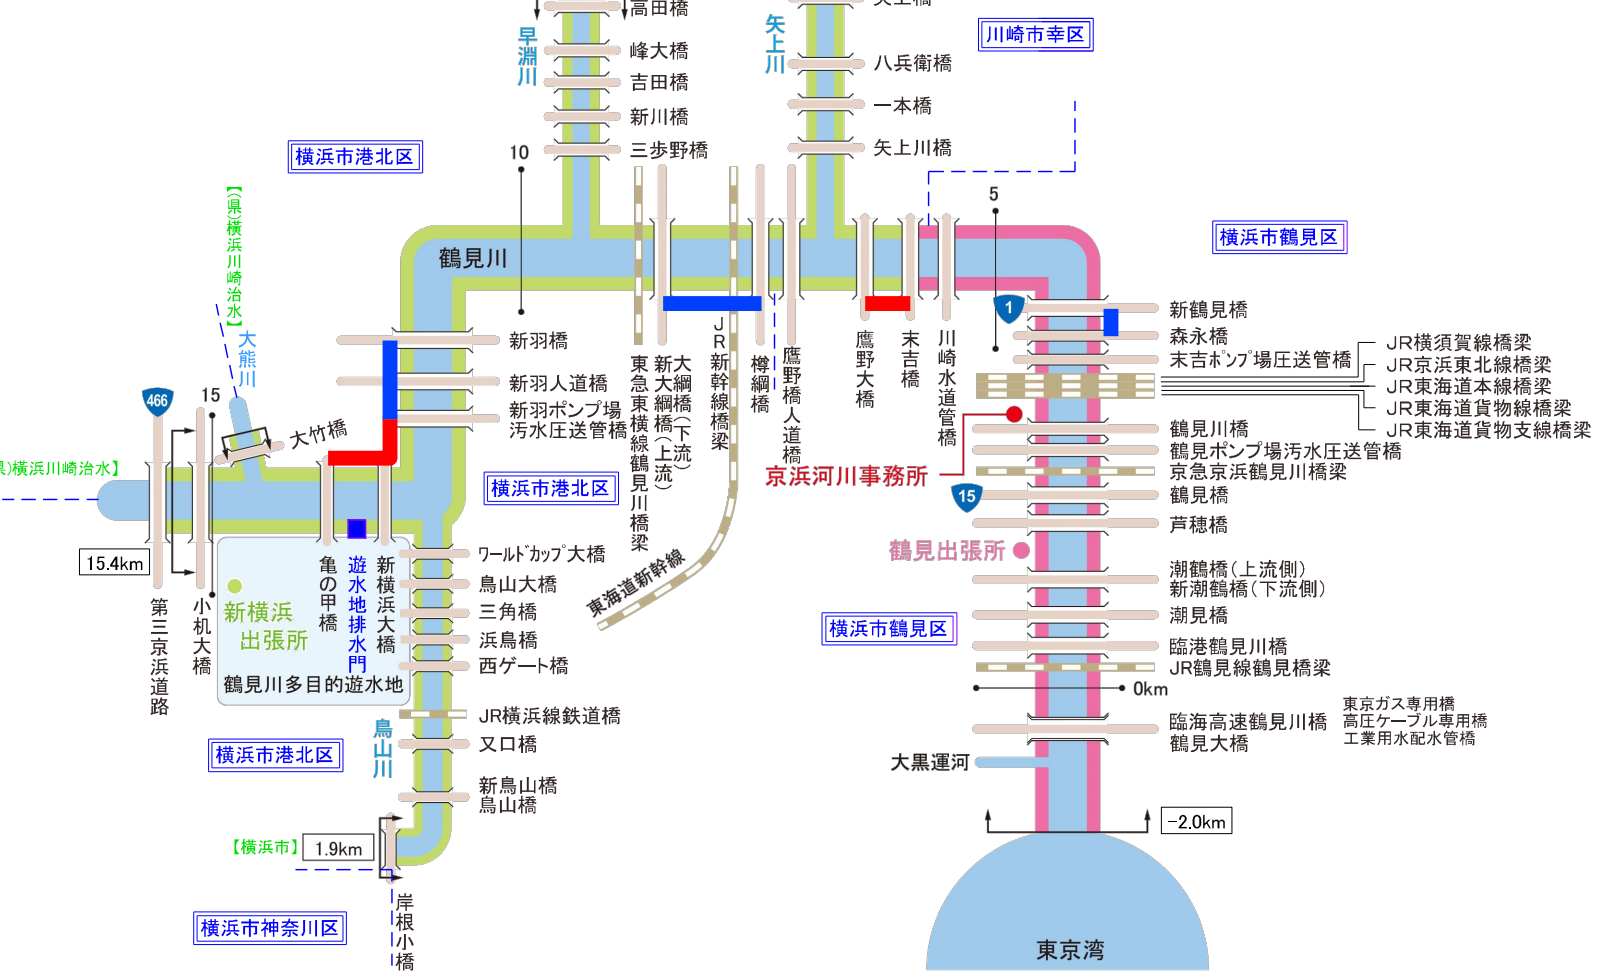 高田橋
早淵川
峰大橋
吉田橋
新川橋
三歩野橋
矢上川
八兵衛橋
一本橋
矢上川橋
川崎市幸区
横浜市港北区
10
5
横浜市鶴見区
【(県)横浜川崎治水】
鶴見川
大熊川
新羽橋
新羽人道橋
新羽ポンプ場
汚水圧送管橋
466
15
大竹橋
横浜市港北区
15.4km
第三京浜道路
小机大橋
新横浜
出張所
亀の甲橋
遊水地排水門
新横浜大橋
鶴見川多目的遊水地
ワールドカップ大橋
鳥山大橋
三角橋
浜鳥橋
西ゲート橋
JR横浜線鉄道橋
又口橋
新鳥山橋
鳥山橋
鳥山川
横浜市港北区
【横浜市】
1.9km
横浜市神奈川区
岸根小橋
東急東横線鶴見川橋梁
新大綱橋(上流)
大綱橋(下流)
JR新幹線橋梁
東海道新幹線
樽綱橋
鷹野橋人道橋
鷹野大橋
末吉橋
川崎水道管橋
1
新鶴見橋
森永橋
末吉ポンプ場圧送管橋
JR横須賀線橋梁
JR京浜東北線橋梁
JR東海道本線橋梁
JR東海道貨物線橋梁
JR東海道貨物支線橋梁
鶴見川橋
鶴見ポンプ場汚水圧送管橋
京急京浜鶴見川橋梁
京浜河川事務所
15
鶴見橋
芦穂橋
鶴見出張所
潮鶴橋(上流側)
新潮鶴橋(下流側)
潮見橋
横浜市鶴見区
臨港鶴見川橋
JR鶴見線鶴見橋梁
0km
臨海高速鶴見川橋
鶴見大橋
東京ガス専用橋
高圧ケーブル専用橋
工業用水配水管橋
大黒運河
-2.0km
東京湾